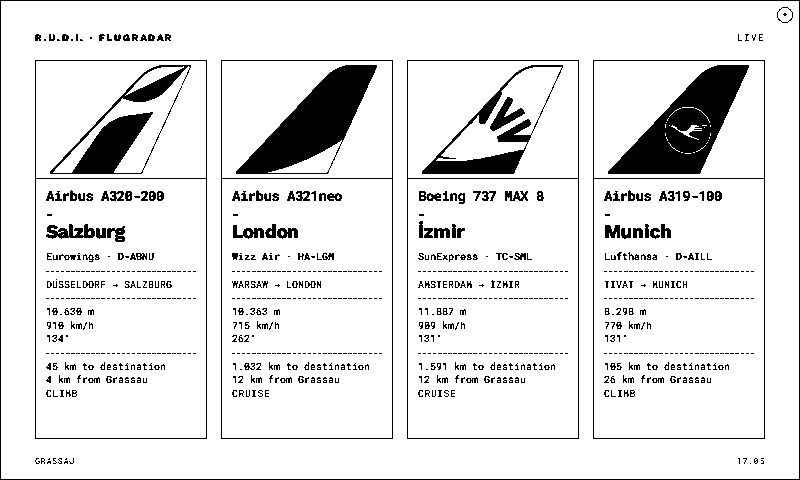 R.U.D.I. · FLUGRADAR
LIVE
Airbus A320-200
-
Salzburg
Eurowings · D-ABNU
DÜSSELDORF → SALZBURG
10.630 m
910 km/h
134°
45 km to destination
4 km from Grassau
CLIMB
Airbus A321neo
-
London
Wizz Air · HA-LGM
WARSAW → LONDON
10.363 m
715 km/h
262°
1.032 km to destination
12 km from Grassau
CRUISE
Boeing 737 MAX 8
-
İzmir
SunExpress · TC-SML
AMSTERDAM → İZMIR
11.887 m
909 km/h
131°
1.591 km to destination
12 km from Grassau
CRUISE
Airbus A319-100
-
Munich
Lufthansa · D-AILL
TIVAT → MUNICH
8.298 m
770 km/h
131°
105 km to destination
26 km from Grassau
CLIMB
GRASSAU
17.05